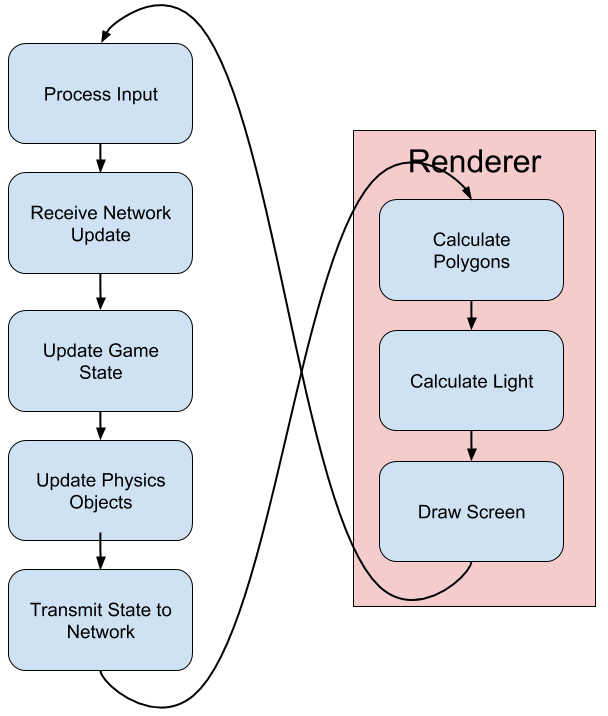 Process Input
Receive Network
Update
Update Game
State
Update Physics
Objects
Transmit State to
Network
Renderer
Calculate
Polygons
Calculate Light
Draw Screen